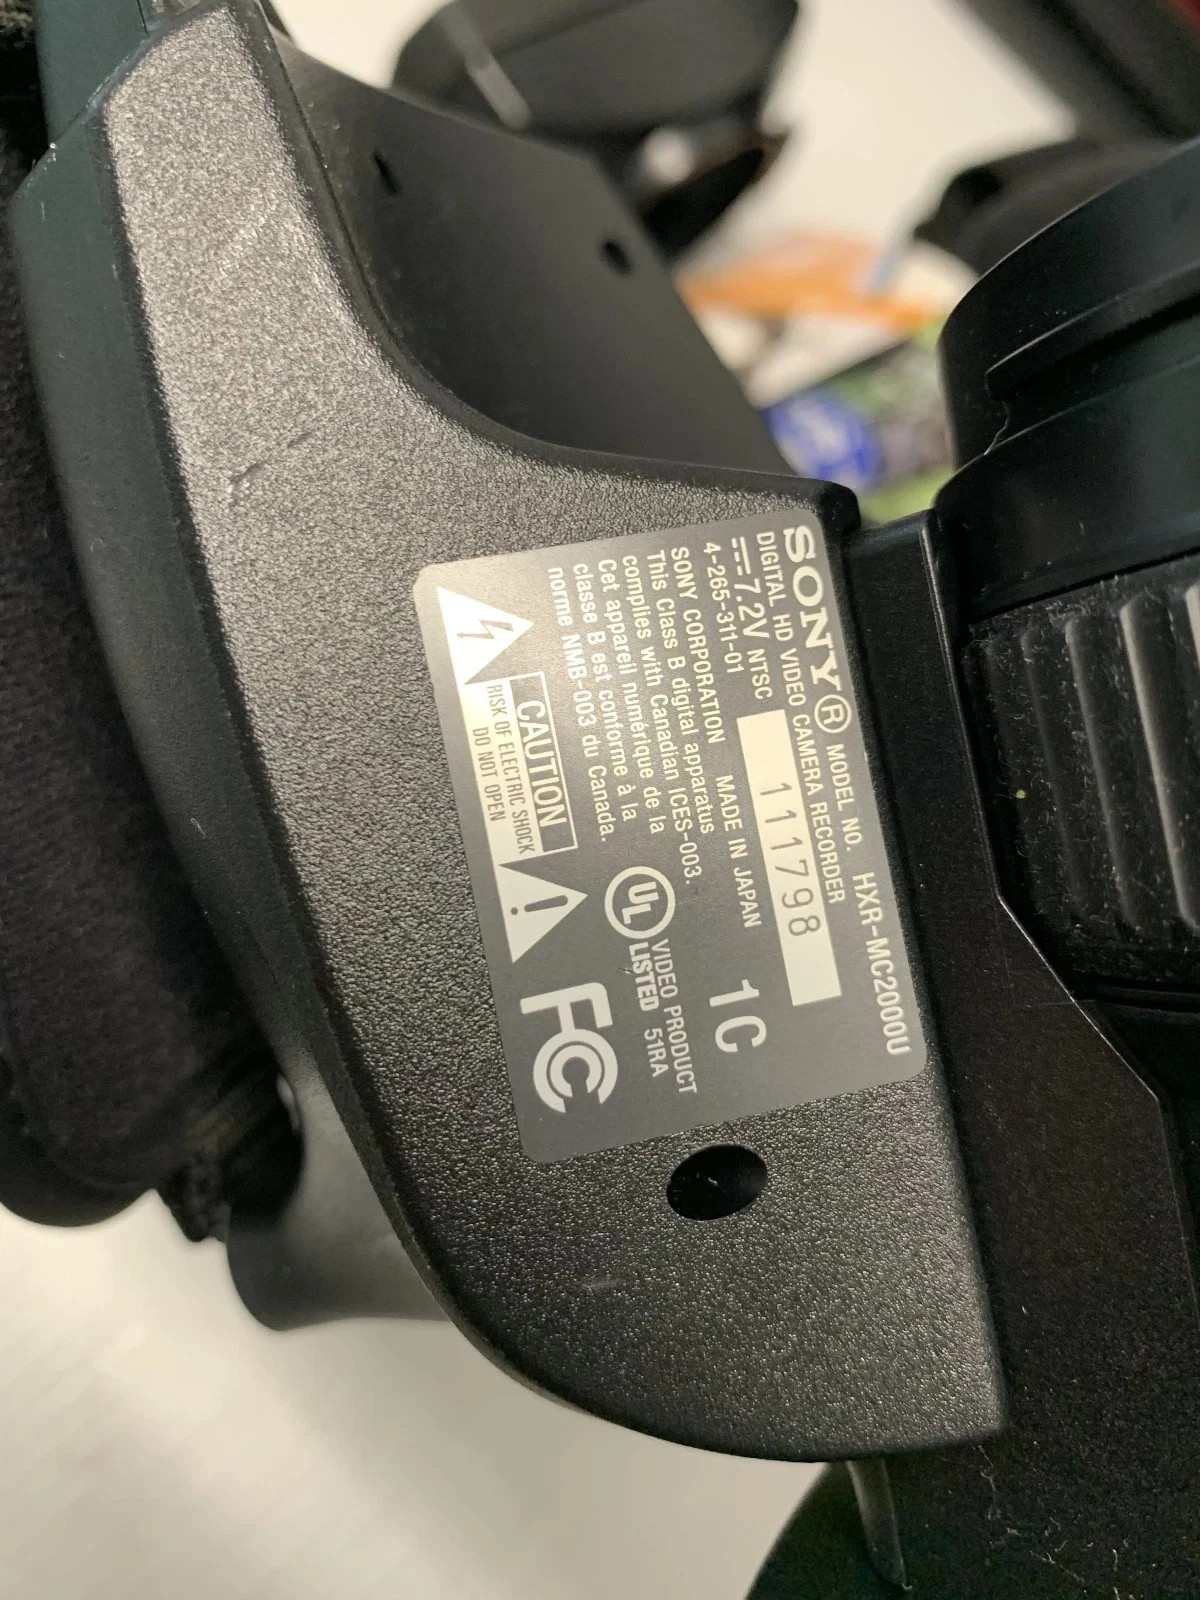 SONY® MODEL NO. HXR-MC2000U
DIGITAL HD VIDEO CAMERA RECORDER
⎓7.2V NTSC 1111798
4-265-311-01
SONY CORPORATION MADE IN JAPAN 1C
This Class B digital apparatus
complies with Canadian ICES-003.
Cet appareil numérique de la
classe B est conforme à la
norme NMB-003 du Canada.
UL LISTED VIDEO PRODUCT 51RA
CAUTION
RISK OF ELECTRIC SHOCK
DO NOT OPEN
FC